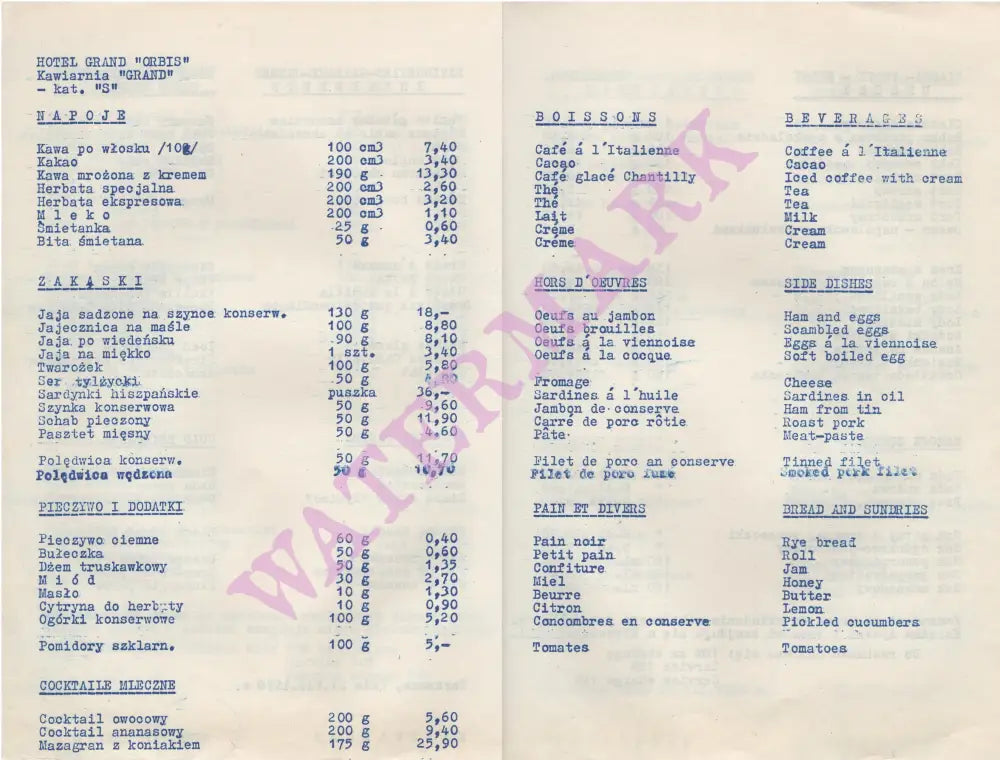 HOTEL GRAND "ORBIS"
Kawiarnia "GRAND"
- kat. "S"
NAPOJE
Kawa po włosku /10g/ 100 cm3 7,40
Kakao 200 cm3 3,40
Kawa mrożona z kremem 190 g 13,30
Herbata specjalna 200 cm3 2,60
Herbata ekspresowa 200 cm3 3,20
Mleko 200 cm3 1,10
Śmietanka 25 g 0,60
Bita śmietana 50 g 3,40
ZAKĄSKI
Jaja sadzone na szynce konserw. 130 g 18,-
Jajecznica na maśle 100 g 8,80
Jaja po wiedeńsku 90 g 8,10
Jaja na miękko 1 szt. 3,40
Twarożek 100 g 5,80
Ser tylżycki 50 g
Sardynki hiszpańskie puszka 36,-
Szynka konserwowa 50 g 9,60
Schab pieczony 50 g 11,90
Pasztet mięsny 50 g 4,60
Polędwica konserw. 50 g 11,70
Polędwica wędzona 50 g 10,70
PIECZYWO I DODATKI
Pieczywo ciemne 60 g 0,40
Bułeczka 50 g 0,60
Dżem truskawkowy 50 g 1,35
Miód 30 g 2,70
Masło 10 g 1,30
Cytryna do herbaty 10 g 0,90
Ogórki konserwowe 100 g 5,20
Pomidory szklarn. 100 g 5,-
COCKTAILE MLECZNE
Cocktail owocowy 200 g 5,60
Cocktail ananasowy 200 g 9,40
Mazagran z koniakiem 175 g 25,90
BOISSONS BEVERAGES
Café á l'Italienne Coffee á l'Italienne
Cacao Cacao
Café glacé Chantilly Iced coffee with cream
Thé Tea
Thé Tea
Lait Milk
Créme Cream
Créme Cream
HORS D'OEUVRES SIDE DISHES
Oeufs au jambon Ham and eggs
Oeufs brouilles Scambled eggs
Oeufs á la viennoise Eggs á la viennoise
Oeufs á la cocque Soft boiled egg
Fromage Cheese
Sardines á l'huile Sardines in oil
Jambon de conserve Ham from tin
Carré de porc rôtie Roast pork
Pâte Meat-paste
Filet de porc an conserve Tinned filet
Filet de porc fume Smoked pork filet
PAIN ET DIVERS BREAD AND SUNDRIES
Pain noir Rye bread
Petit pain Roll
Confiture Jam
Miel Honey
Beurre Butter
Citron Lemon
Concombres en conserve Pickled cucumbers
Tomates Tomatoes
WATERMARK